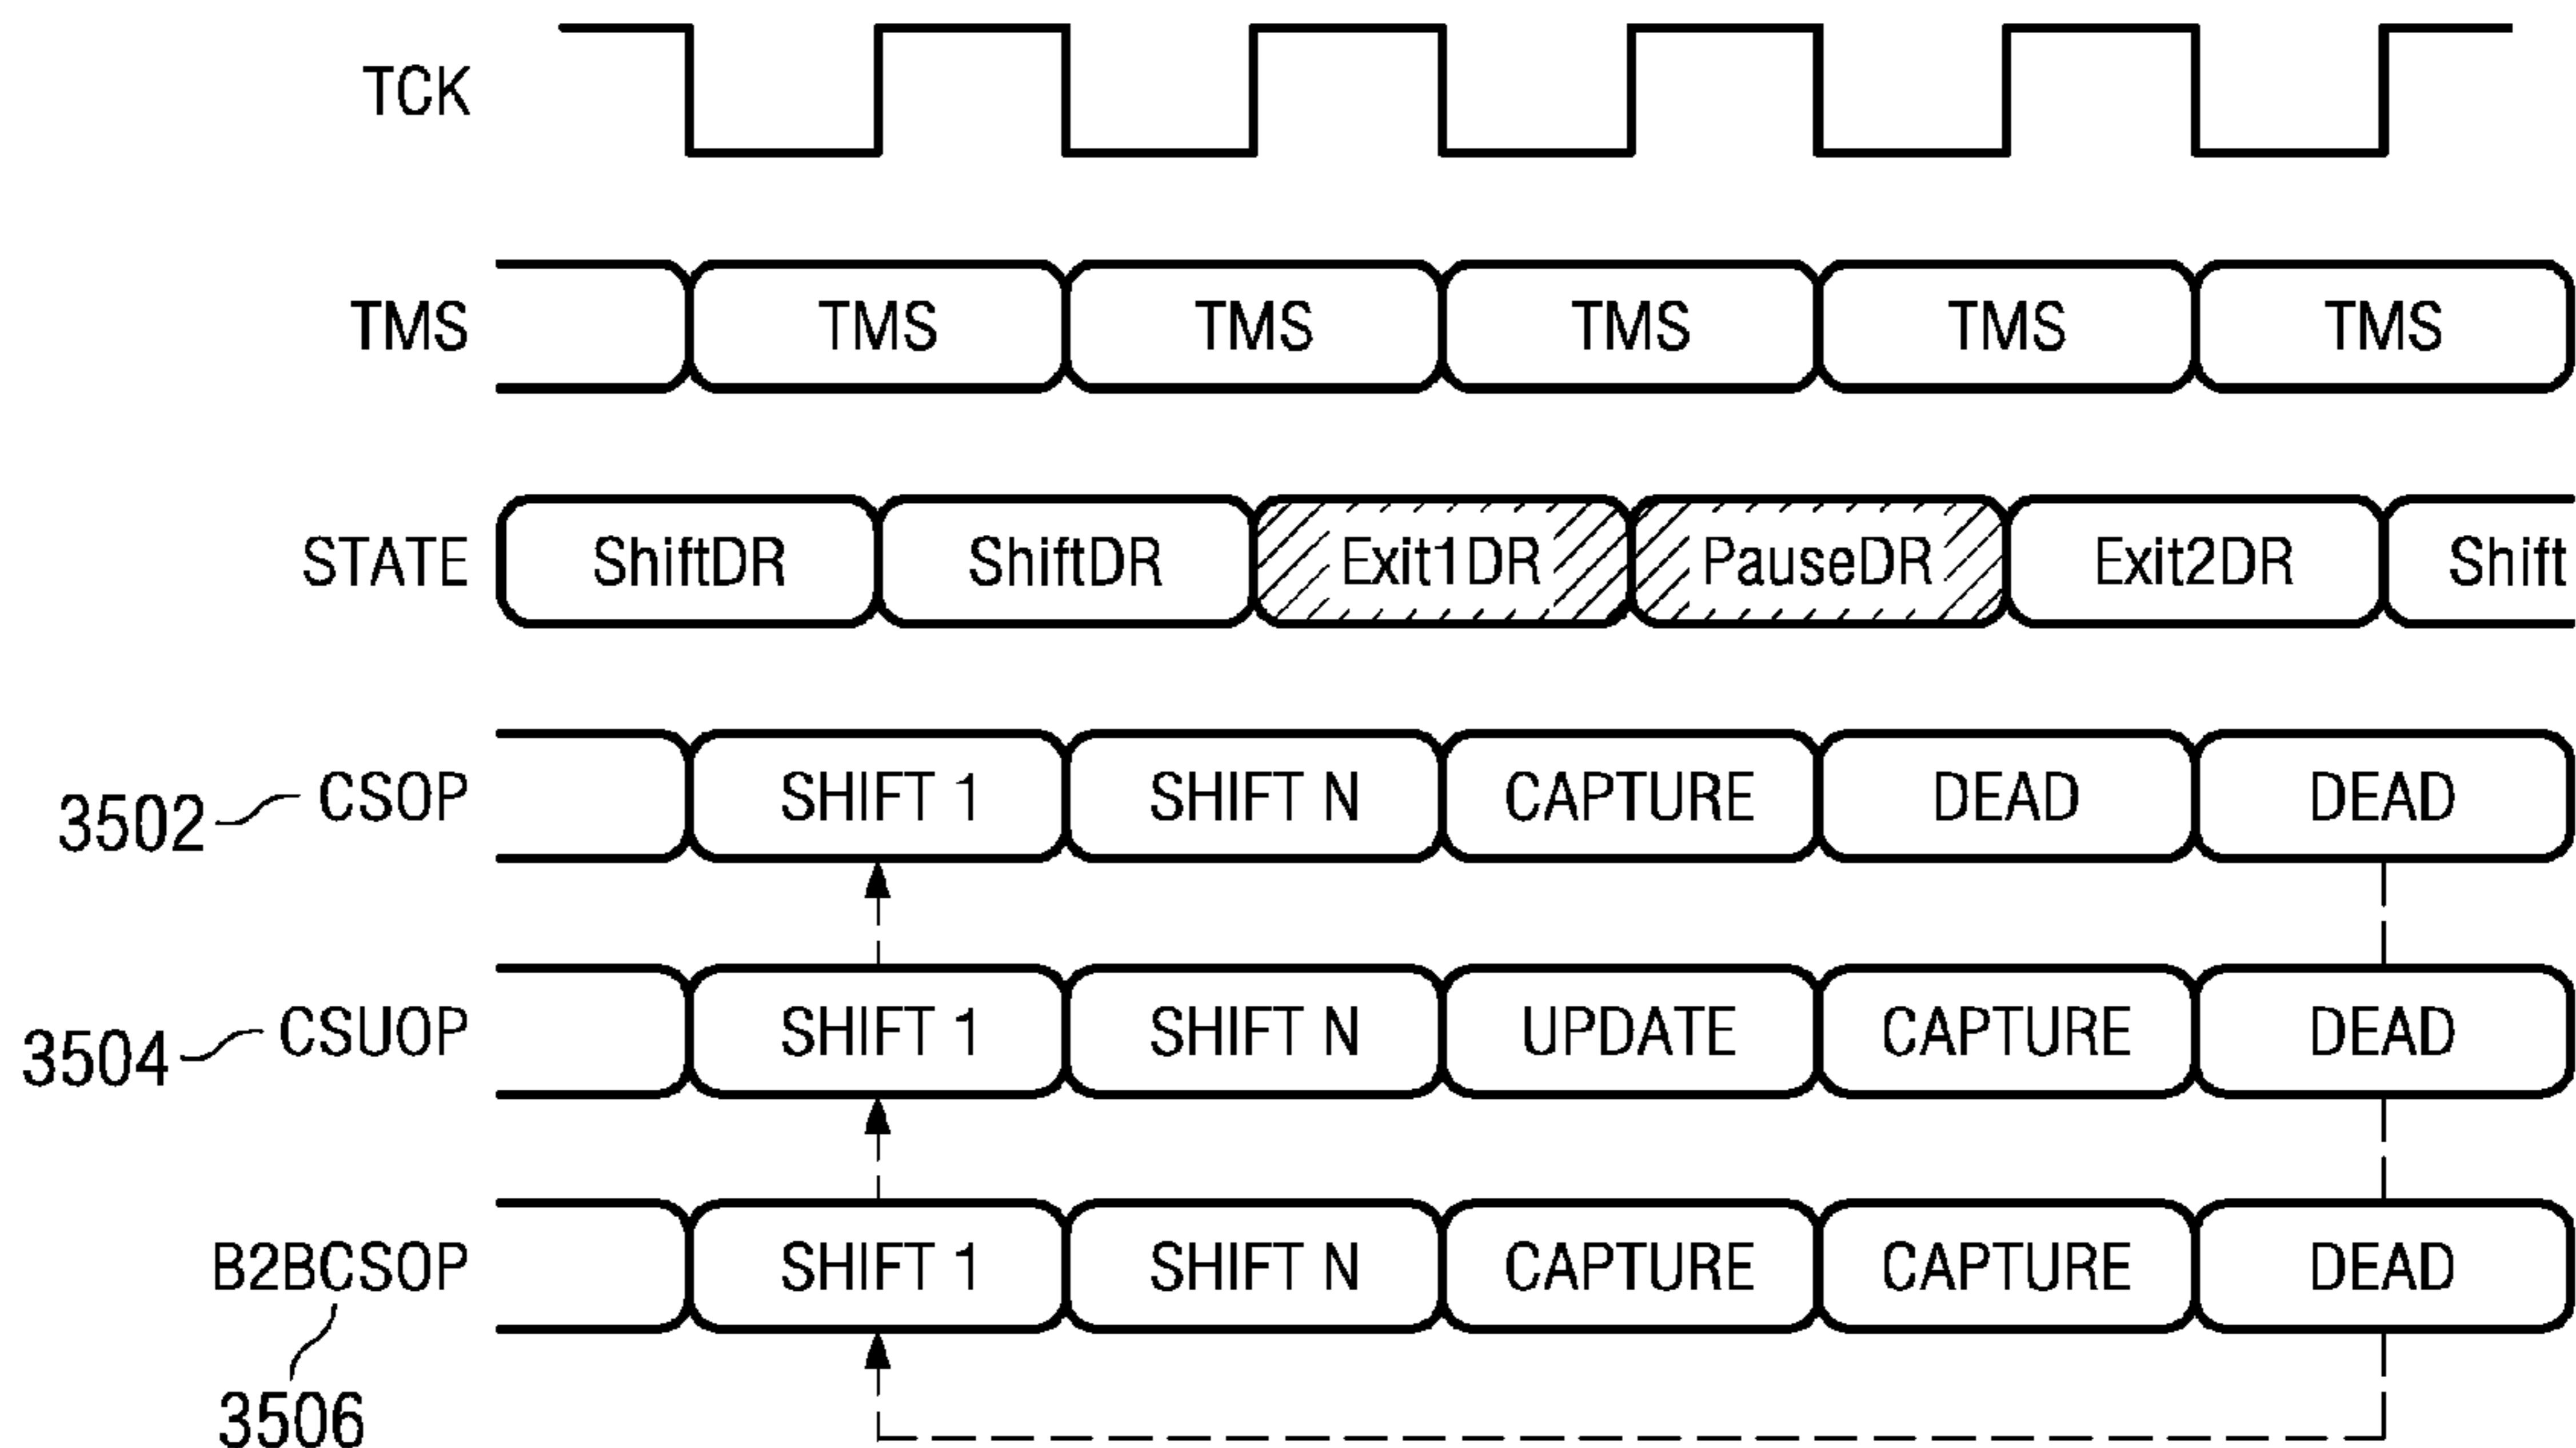 TCK
TMS TMS TMS TMS TMS TMS
STATE ShiftDR ShiftDR Exit1DR PauseDR Exit2DR Shift
3502 CSOP SHIFT 1 SHIFT N CAPTURE DEAD DEAD
3504 CSUOP SHIFT 1 SHIFT N UPDATE CAPTURE DEAD
B2BCSOP SHIFT 1 SHIFT N CAPTURE CAPTURE DEAD
3506